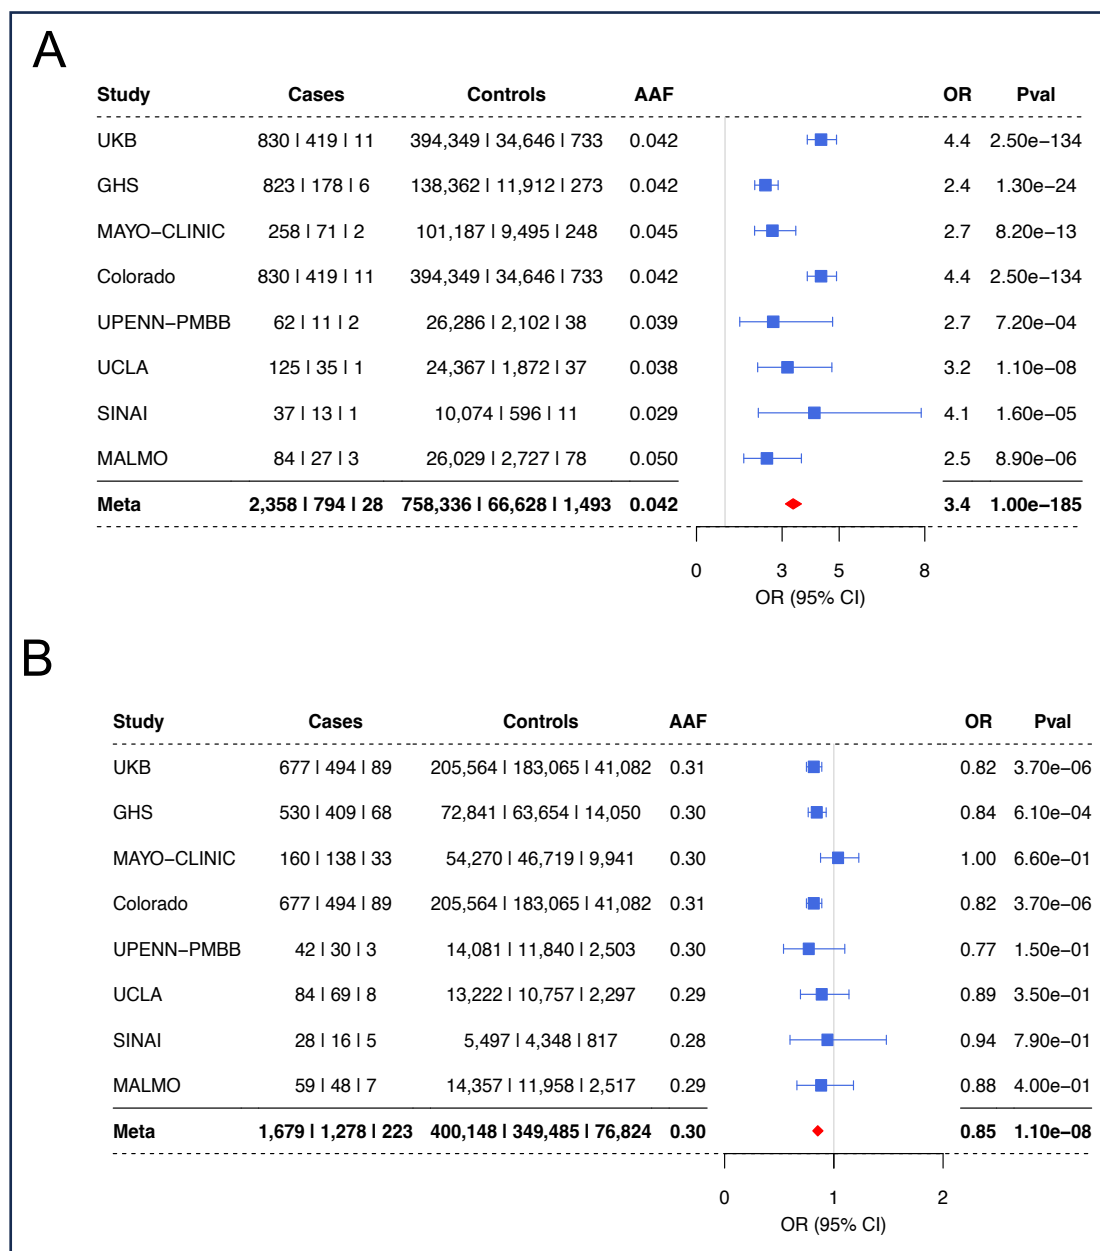 A
Study Cases Controls AAF OR Pval
UKB 830 | 419 | 11 394,349 | 34,646 | 733 0.042 4.4 2.50e−134
GHS 823 | 178 | 6 138,362 | 11,912 | 273 0.042 2.4 1.30e−24
MAYO−CLINIC 258 | 71 | 2 101,187 | 9,495 | 248 0.045 2.7 8.20e−13
Colorado 830 | 419 | 11 394,349 | 34,646 | 733 0.042 4.4 2.50e−134
UPENN−PMBB 62 | 11 | 2 26,286 | 2,102 | 38 0.039 2.7 7.20e−04
UCLA 125 | 35 | 1 24,367 | 1,872 | 37 0.038 3.2 1.10e−08
SINAI 37 | 13 | 1 10,074 | 596 | 11 0.029 4.1 1.60e−05
MALMO 84 | 27 | 3 26,029 | 2,727 | 78 0.050 2.5 8.90e−06
Meta 2,358 | 794 | 28 758,336 | 66,628 | 1,493 0.042 3.4 1.00e−185
0 3 5 8
OR (95% CI)
B
Study Cases Controls AAF OR Pval
UKB 677 | 494 | 89 205,564 | 183,065 | 41,082 0.31 0.82 3.70e−06
GHS 530 | 409 | 68 72,841 | 63,654 | 14,050 0.30 0.84 6.10e−04
MAYO−CLINIC 160 | 138 | 33 54,270 | 46,719 | 9,941 0.30 1.00 6.60e−01
Colorado 677 | 494 | 89 205,564 | 183,065 | 41,082 0.31 0.82 3.70e−06
UPENN−PMBB 42 | 30 | 3 14,081 | 11,840 | 2,503 0.30 0.77 1.50e−01
UCLA 84 | 69 | 8 13,222 | 10,757 | 2,297 0.29 0.89 3.50e−01
SINAI 28 | 16 | 5 5,497 | 4,348 | 817 0.28 0.94 7.90e−01
MALMO 59 | 48 | 7 14,357 | 11,958 | 2,517 0.29 0.88 4.00e−01
Meta 1,679 | 1,278 | 223 400,148 | 349,485 | 76,824 0.30 0.85 1.10e−08
0 1 2
OR (95% CI)